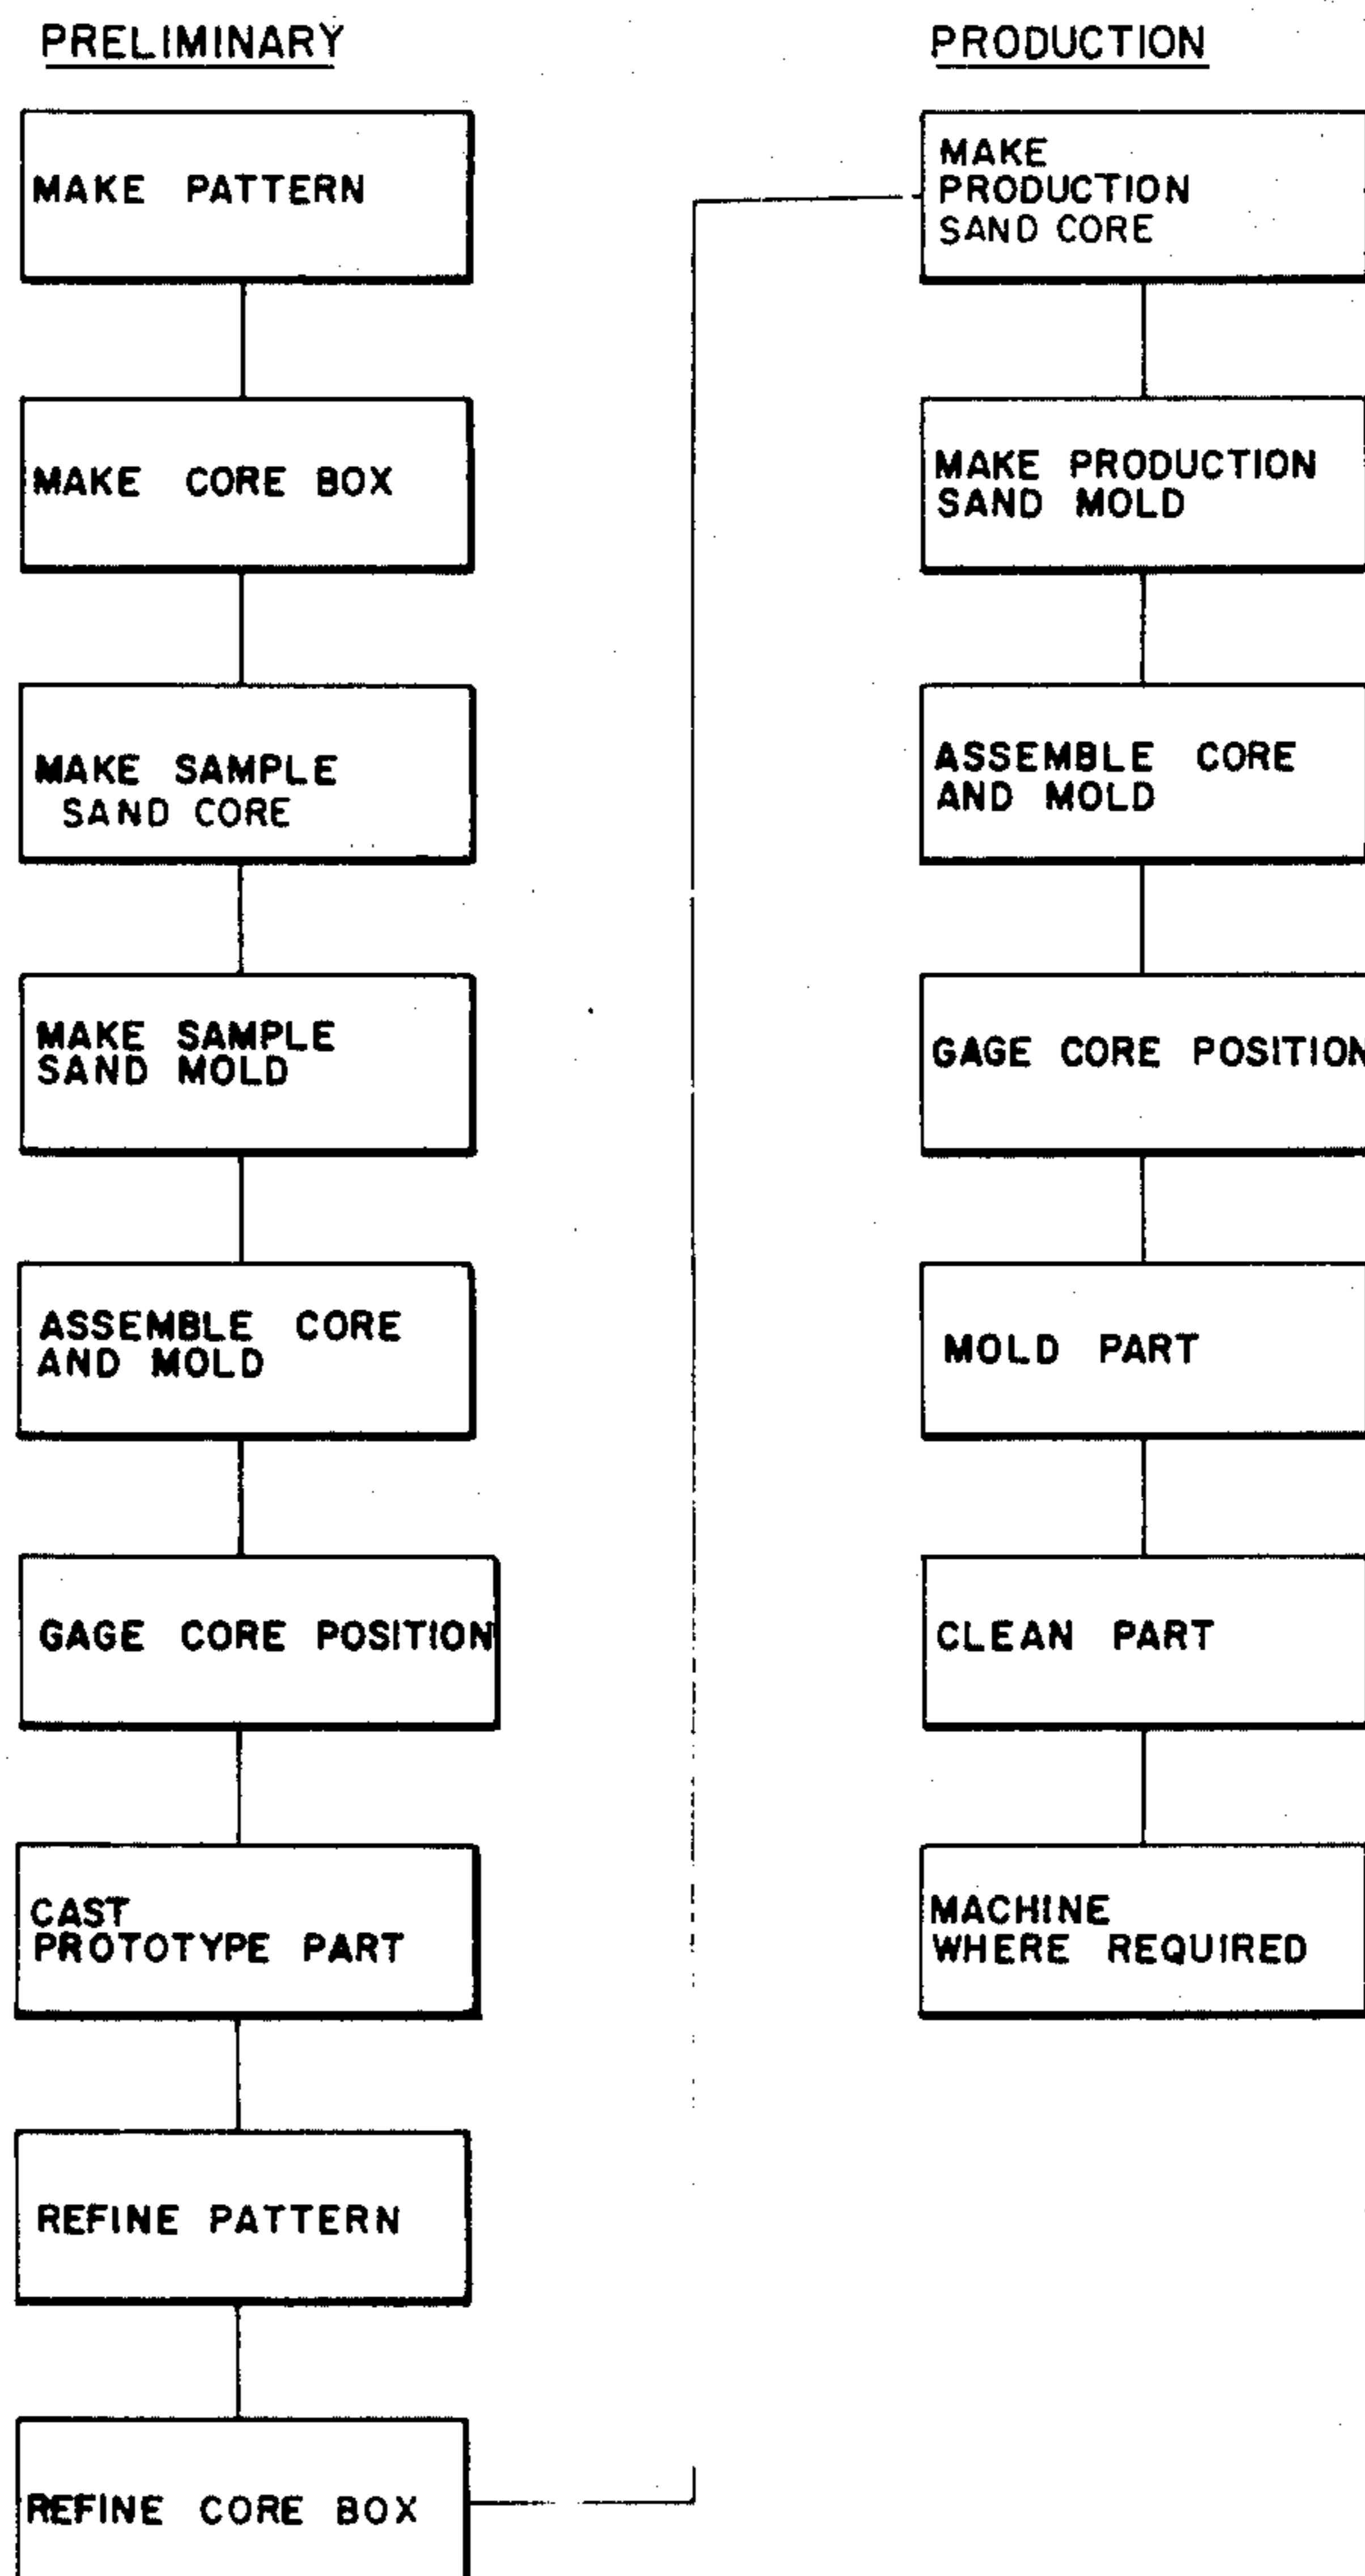 PRELIMINARY
MAKE PATTERN
MAKE CORE BOX
MAKE SAMPLE
SAND CORE
MAKE SAMPLE
SAND MOLD
ASSEMBLE CORE
AND MOLD
GAGE CORE POSITION
CAST
PROTOTYPE PART
REFINE PATTERN
REFINE CORE BOX
PRODUCTION
MAKE
PRODUCTION
SAND CORE
MAKE PRODUCTION
SAND MOLD
ASSEMBLE CORE
AND MOLD
GAGE CORE POSITION
MOLD PART
CLEAN PART
MACHINE
WHERE REQUIRED